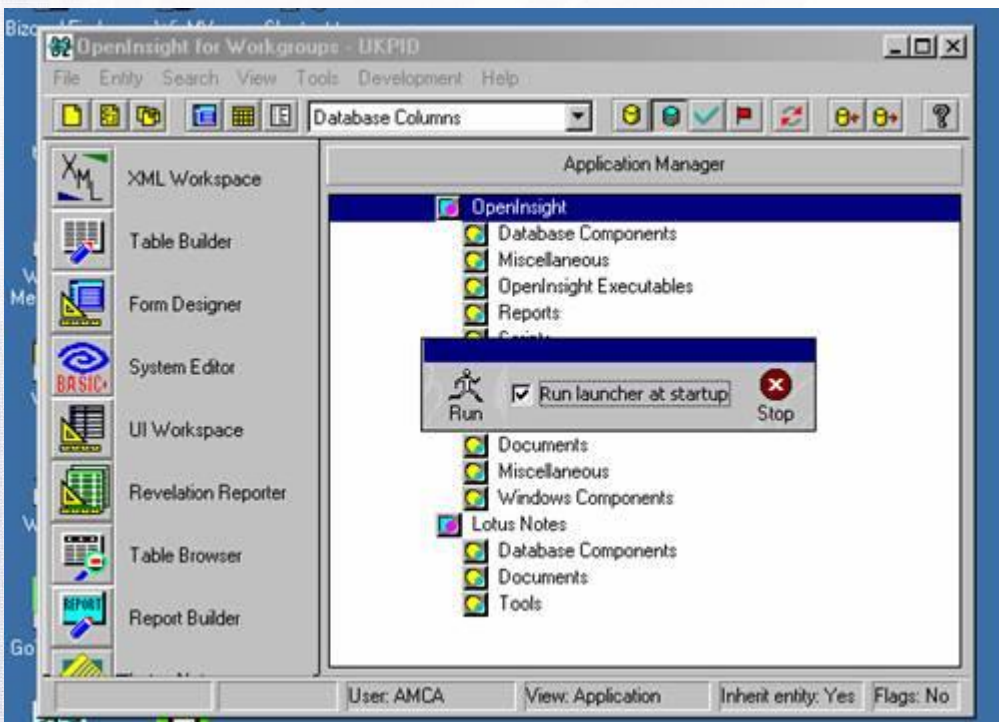 OpenInsight for Workgroups - UKPID
File Entity Search View Tools Development Help
Database Columns
XML Workspace
Table Builder
Form Designer
BASIC+
System Editor
UI Workspace
Revelation Reporter
Table Browser
REPORT
Report Builder
Application Manager
OpenInsight
Database Components
Miscellaneous
OpenInsight Executables
Reports
Run
Run launcher at startup
Stop
Documents
Miscellaneous
Windows Components
Lotus Notes
Database Components
Documents
Tools
User: AMCA
View: Application
Inherit entity: Yes
Flags: No